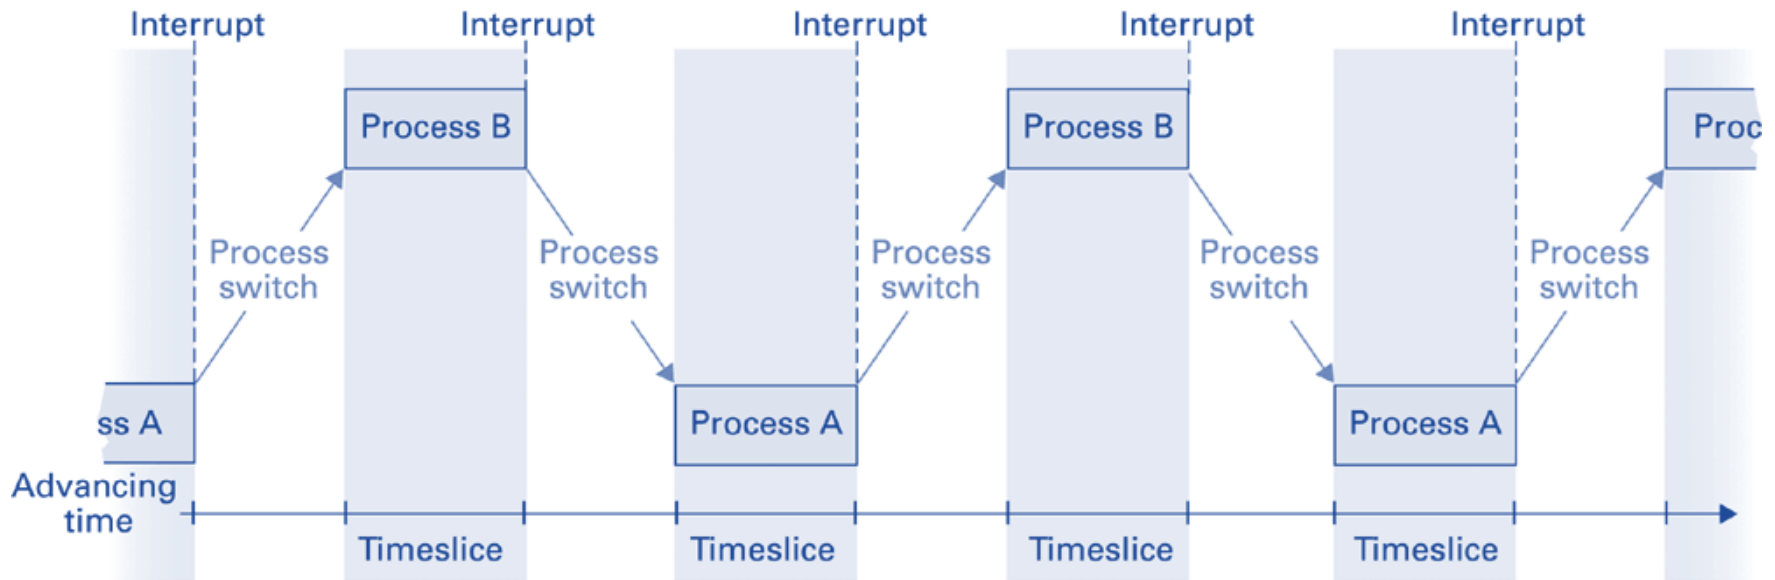 Interrupt Interrupt Interrupt Interrupt Interrupt
Process B Process B Proc
Process Process Process Process Process
switch switch switch switch switch
ss A Process A Process A
Advancing
time
Timeslice Timeslice Timeslice Timeslice